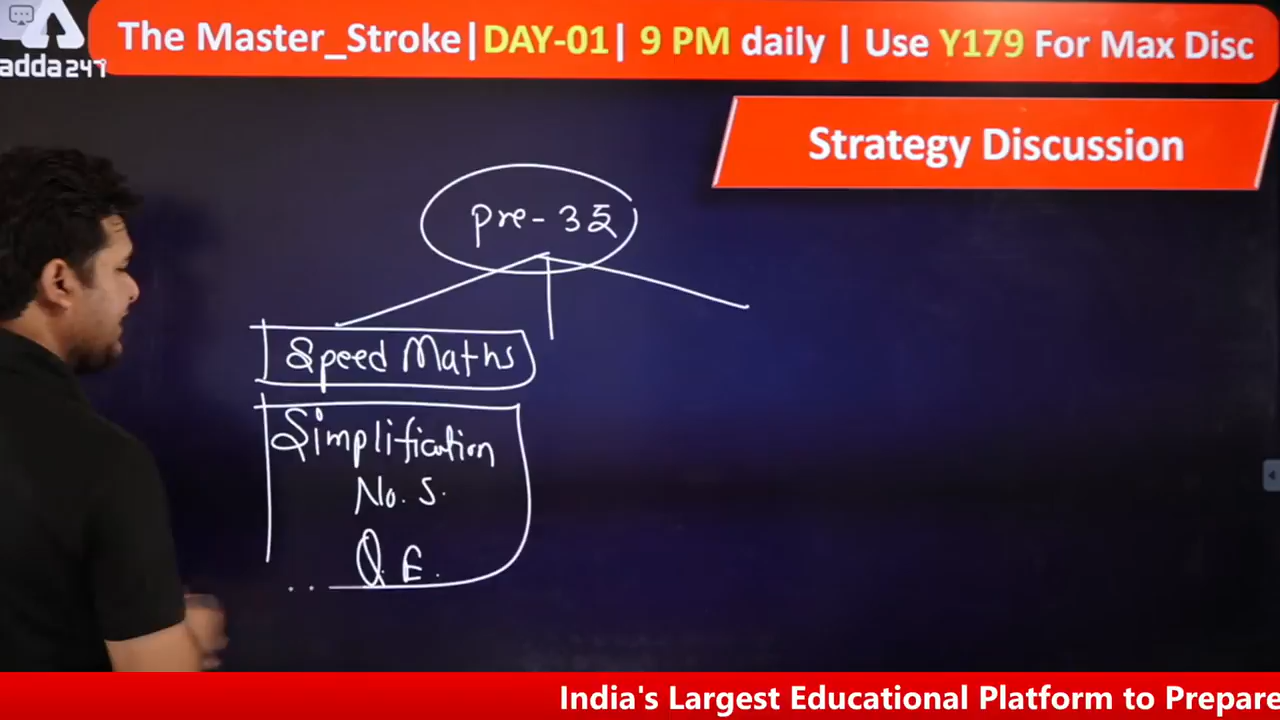 The Master_Stroke|DAY-01| 9 PM daily | Use Y179 For Max Disc
adda247
Strategy Discussion
Pre-35
Speed Maths
Simplification
No. S.
Q.E.
India's Largest Educational Platform to Prepare